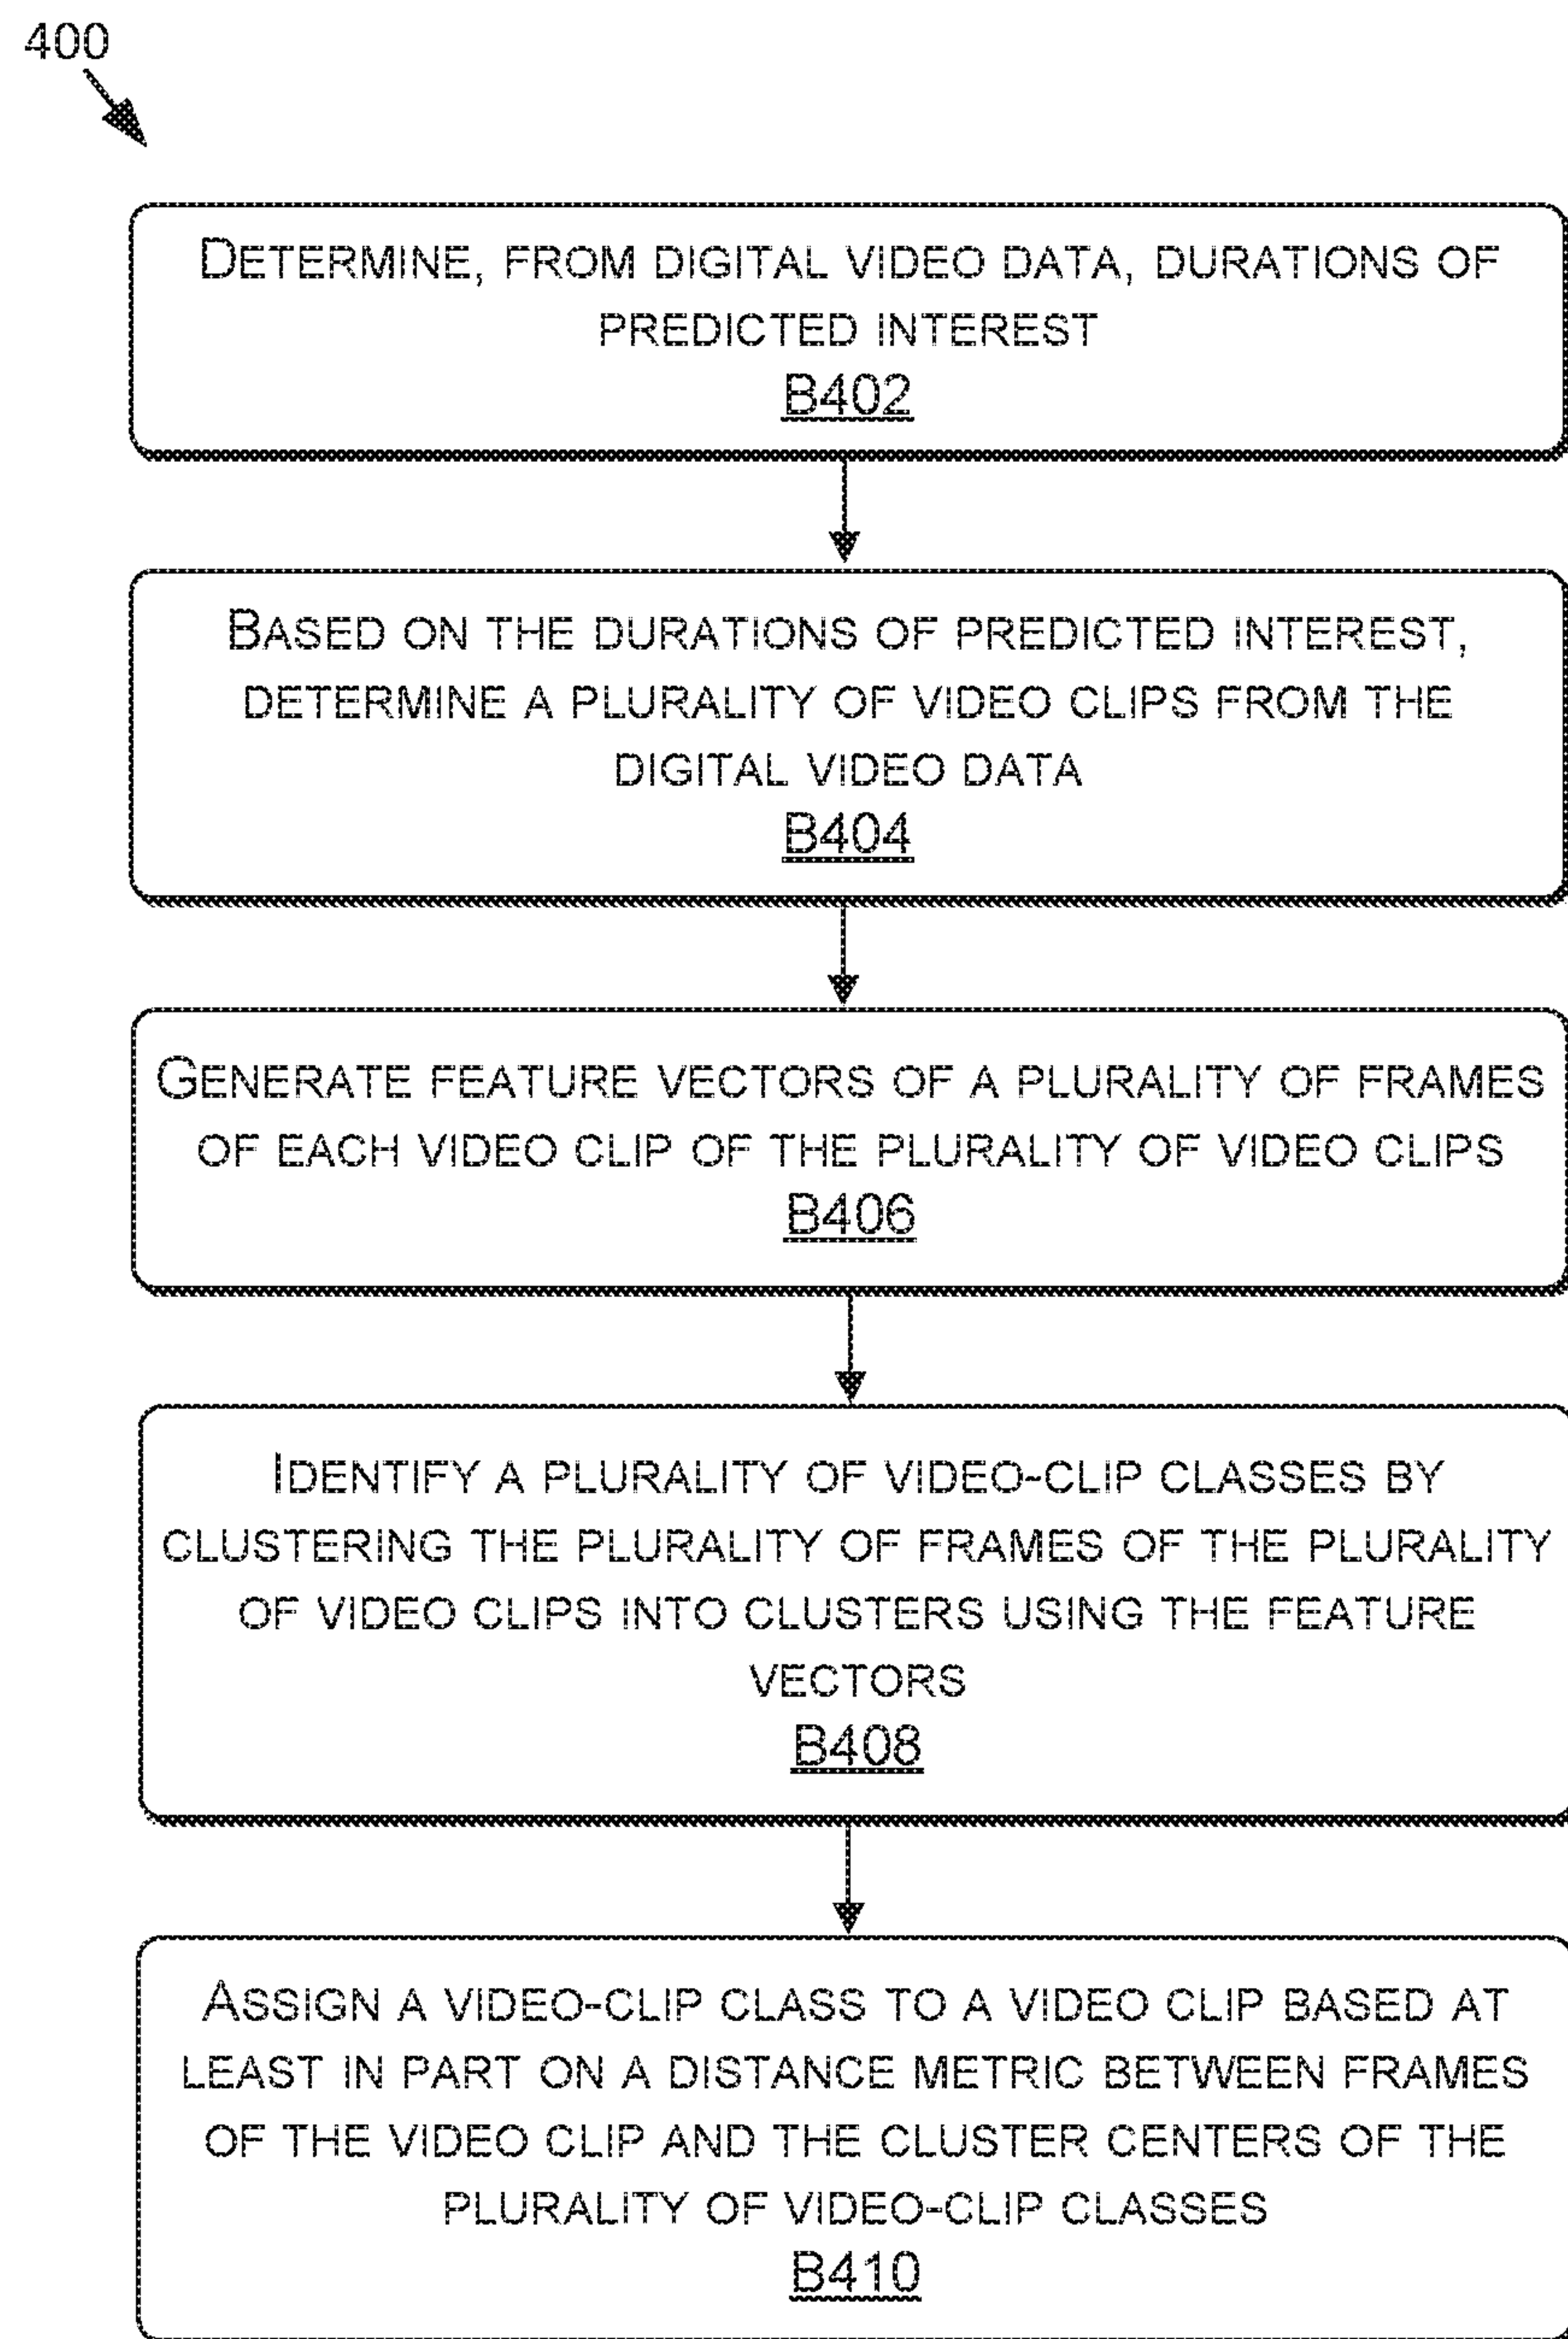 400
DETERMINE, FROM DIGITAL VIDEO DATA, DURATIONS OF
PREDICTED INTEREST
B402
BASED ON THE DURATIONS OF PREDICTED INTEREST,
DETERMINE A PLURALITY OF VIDEO CLIPS FROM THE
DIGITAL VIDEO DATA
B404
GENERATE FEATURE VECTORS OF A PLURALITY OF FRAMES
OF EACH VIDEO CLIP OF THE PLURALITY OF VIDEO CLIPS
B406
IDENTIFY A PLURALITY OF VIDEO-CLIP CLASSES BY
CLUSTERING THE PLURALITY OF FRAMES OF THE PLURALITY
OF VIDEO CLIPS INTO CLUSTERS USING THE FEATURE
VECTORS
B408
ASSIGN A VIDEO-CLIP CLASS TO A VIDEO CLIP BASED AT
LEAST IN PART ON A DISTANCE METRIC BETWEEN FRAMES
OF THE VIDEO CLIP AND THE CLUSTER CENTERS OF THE
PLURALITY OF VIDEO-CLIP CLASSES
B410